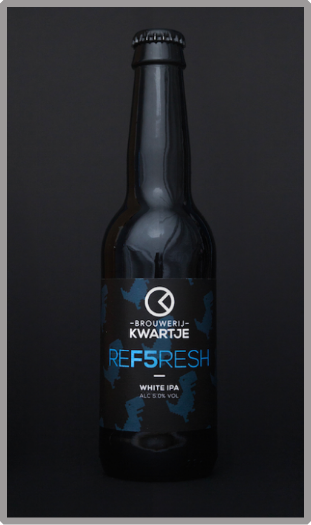 -BROUWERIJ-
KWARTJE
REF5RESH
WHITE IPA
ALC 5.0% VOL